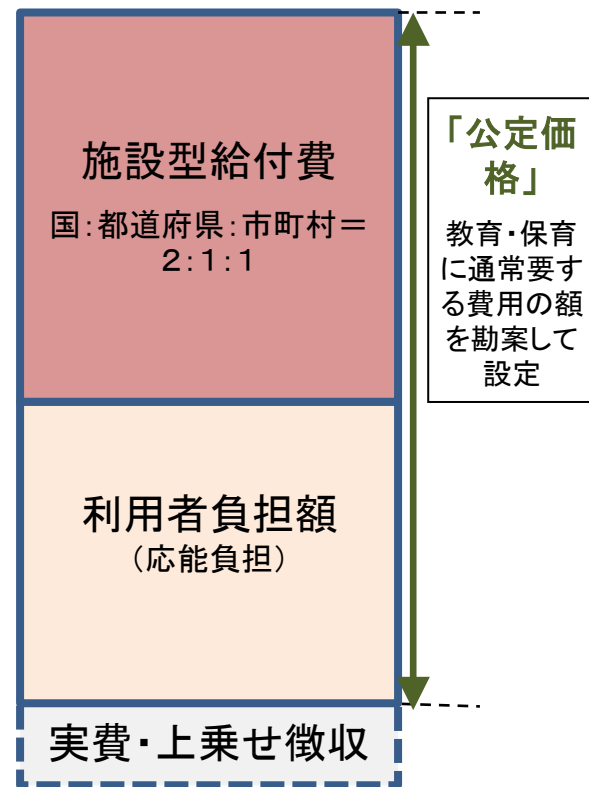 施設型給付費
国：都道府県：市町村＝
２：１：１
「公定価
格」
教育・保育
に通常要す
る費用の額
を勘案して
設定
利用者負担額
（応能負担）
実費・上乗せ徴収